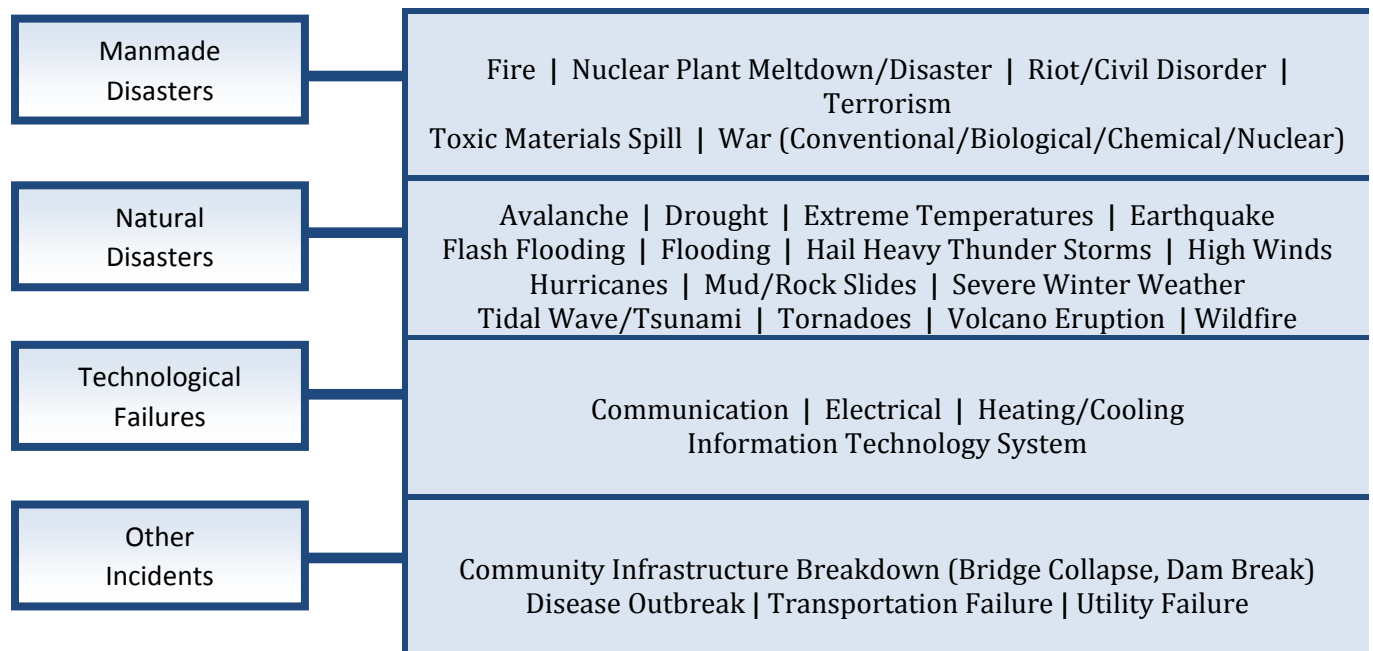 Manmade
Disasters
Fire | Nuclear Plant Meltdown/Disaster | Riot/Civil Disorder |
Terrorism
Toxic Materials Spill | War (Conventional/Biological/Chemical/Nuclear)
Natural
Disasters
Avalanche | Drought | Extreme Temperatures | Earthquake
Flash Flooding | Flooding | Hail Heavy Thunder Storms | High Winds
Hurricanes | Mud/Rock Slides | Severe Winter Weather
Tidal Wave/Tsunami | Tornadoes | Volcano Eruption | Wildfire
Technological
Failures
Communication | Electrical | Heating/Cooling
Information Technology System
Other
Incidents
Community Infrastructure Breakdown (Bridge Collapse, Dam Break)
Disease Outbreak | Transportation Failure | Utility Failure